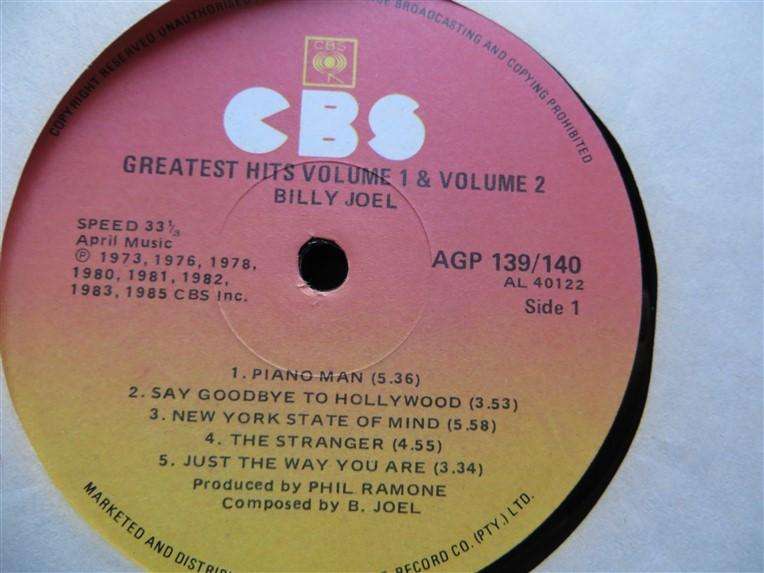 COPYRIGHT RESERVED UNAUTHORISED
BROADCASTING AND COPYING PROHIBITED
CBS
CBS
GREATEST HITS VOLUME 1 & VOLUME 2
BILLY JOEL
SPEED 33⅓
April Music
℗ 1973, 1976, 1978,
1980, 1981, 1982,
1983, 1985 CBS Inc.
AGP 139/140
AL 40122
Side 1
1. PIANO MAN (5.36)
2. SAY GOODBYE TO HOLLYWOOD (3.53)
3. NEW YORK STATE OF MIND (5.58)
4. THE STRANGER (4.55)
5. JUST THE WAY YOU ARE (3.34)
Produced by PHIL RAMONE
Composed by B. JOEL
MARKETED AND DISTRI
RECORD CO. (PTY.) LTD.